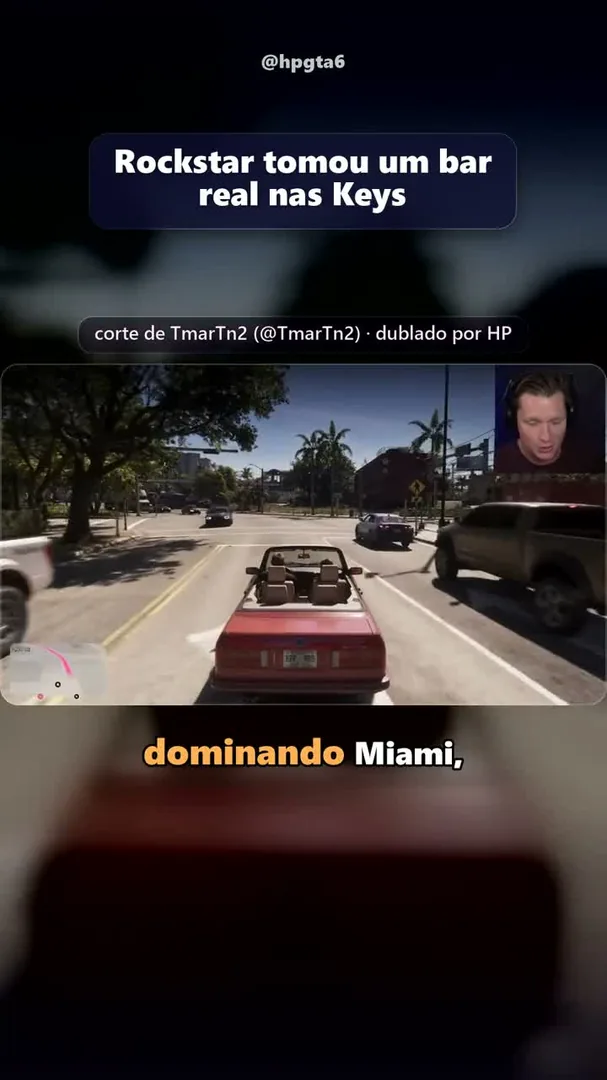 @hpgta6
Rockstar tomou um bar
real nas Keys
corte de TmarTn2 (@TmarTn2) · dublado por HP
dominando Miami,